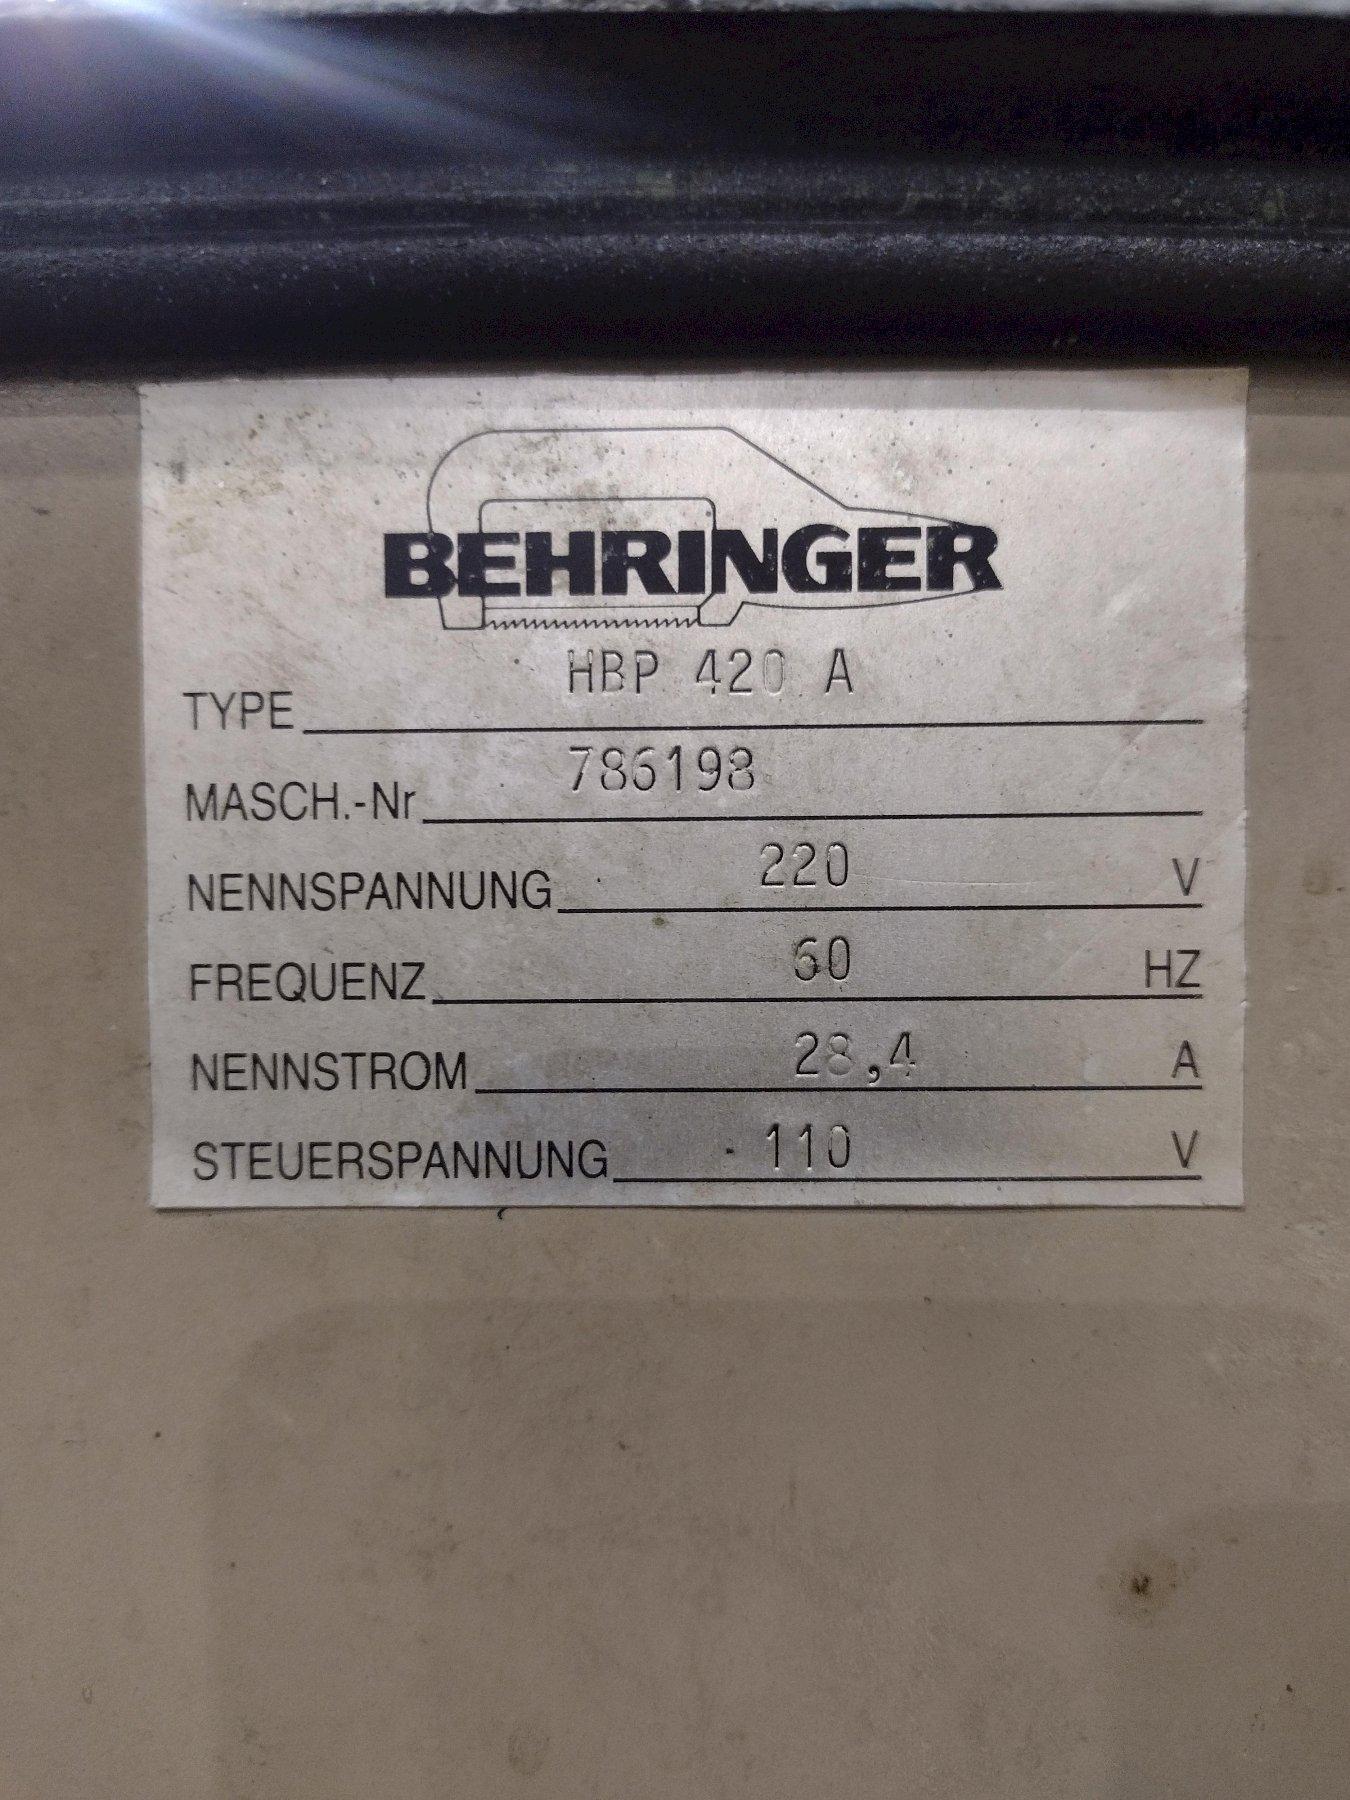 BEHRINGER
TYPE HBP 420 A
MASCH.-Nr 786198
NENNSPANNUNG 220 V
FREQUENZ 60 HZ
NENNSTROM 28,4 A
STEUERSPANNUNG 110 V